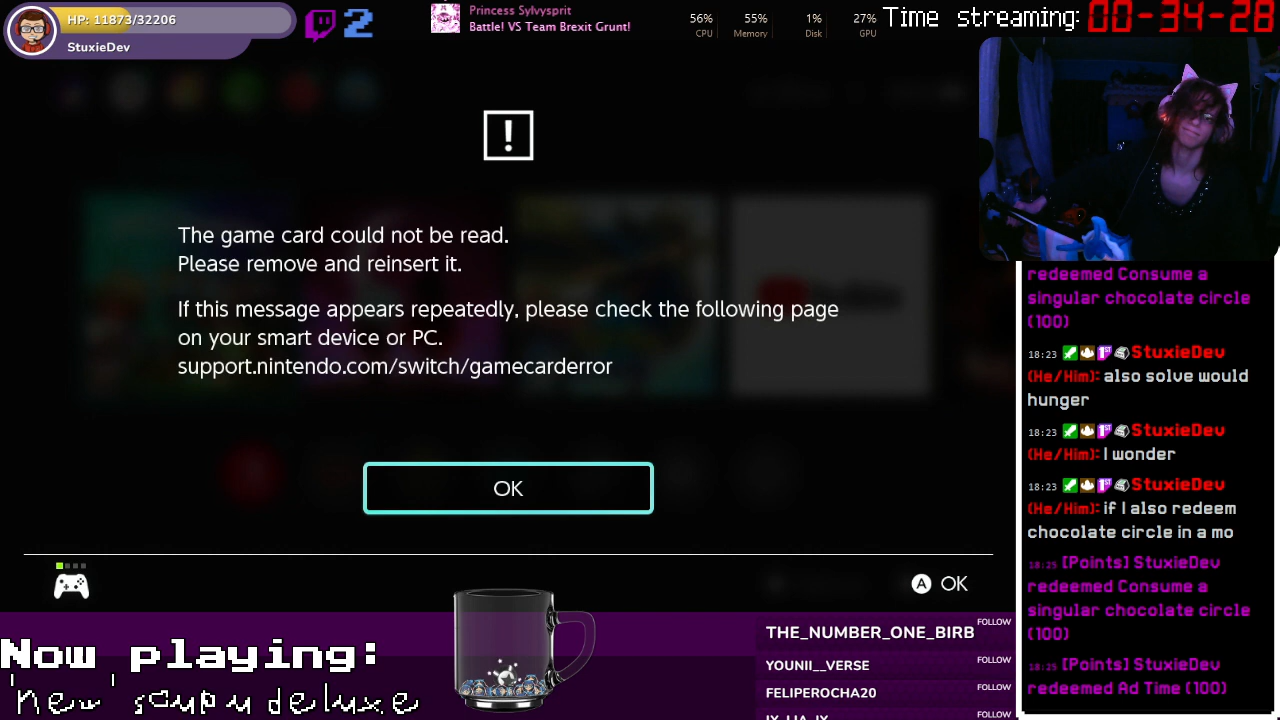 HP: 11873/32206
StuxieDev
2
Princess Sylvysprit
Battle! VS Team Brexit Grunt!
56%
CPU
55%
Memory
1%
Disk
27%
GPU
Time streaming:
00-34-28
!
The game card could not be read.
Please remove and reinsert it.
If this message appears repeatedly, please check the following page
on your smart device or PC.
support.nintendo.com/switch/gamecarderror
OK
A OK
redeemed Consume a
singular chocolate circle
(100)
18:23 StuxieDev
(He/Him): also solve would
hunger
18:23 StuxieDev
(He/Him): I wonder
18:23 StuxieDev
(He/Him): if I also redeem
chocolate circle in a mo
18:25 [Points] StuxieDev
redeemed Consume a
singular chocolate circle
(100)
18:25 [Points] StuxieDev
redeemed Ad Time (100)
Now playing:
'new' soupu deluxe
THE_NUMBER_ONE_BIRB FOLLOW
YOUNII__VERSE FOLLOW
FELIPEROCHA20 FOLLOW
FOLLOW